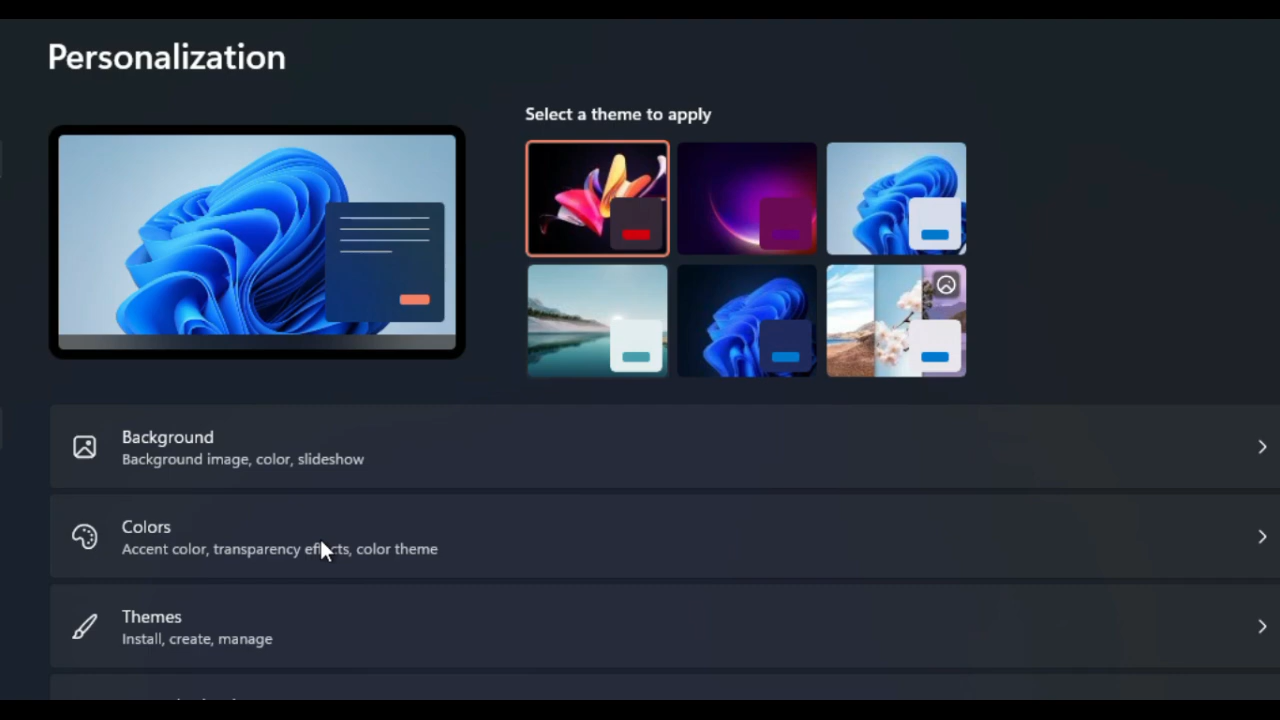 Personalization
Select a theme to apply
Background
Background image, color, slideshow
Colors
Accent color, transparency effects, color theme
Themes
Install, create, manage